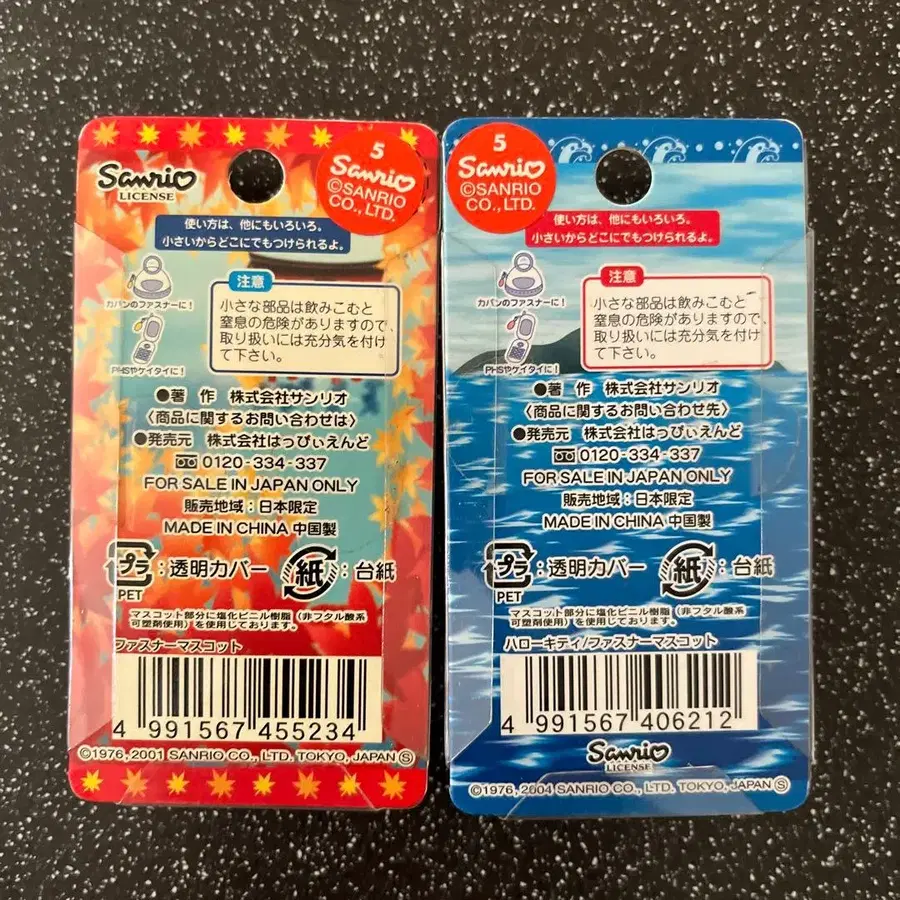 Sanrio
LICENSE
5
Sanrio
©SANRIO
CO., LTD.
使い方は、他にもいろいろ。
小さいからどこにでもつけられるよ。
カバンのファスナーに!
PHSやケイタイに!
注意
小さな部品は飲みこむと
窒息の危険がありますので、
取り扱いには充分気を付け
て下さい。
●著 作 株式会社サンリオ
〈商品に関するお問い合わせは〉
●発売元 株式会社はっぴぃえんど
0120-334-337
FOR SALE IN JAPAN ONLY
販売地域:日本限定
MADE IN CHINA 中国製
プラ:透明カバー 紙:台紙
PET
マスコット部分に塩化ビニル樹脂(非フタル酸系
可塑剤使用)を使用しております。
ファスナーマスコット
4 991567 455234
©1976, 2001 SANRIO CO., LTD. TOKYO, JAPAN Ⓢ
5
Sanrio
©SANRIO
CO., LTD.
使い方は、他にもいろいろ。
小さいからどこにでもつけられるよ。
カバンのファスナーに!
PHSやケイタイに!
注意
小さな部品は飲みこむと
窒息の危険がありますので、
取り扱いには充分気を付け
て下さい。
●著 作 株式会社サンリオ
〈商品に関するお問い合わせ先〉
●発売元 株式会社はっぴぃえんど
0120-334-337
FOR SALE IN JAPAN ONLY
販売地域:日本限定
MADE IN CHINA 中国製
プラ:透明カバー 紙:台紙
PET
マスコット部分に塩化ビニル樹脂(非フタル酸系
可塑剤使用)を使用しております。
ハローキティ/ファスナーマスコット
4 991567 406212
Sanrio
LICENSE
©1976, 2004 SANRIO CO., LTD. TOKYO, JAPAN Ⓢ